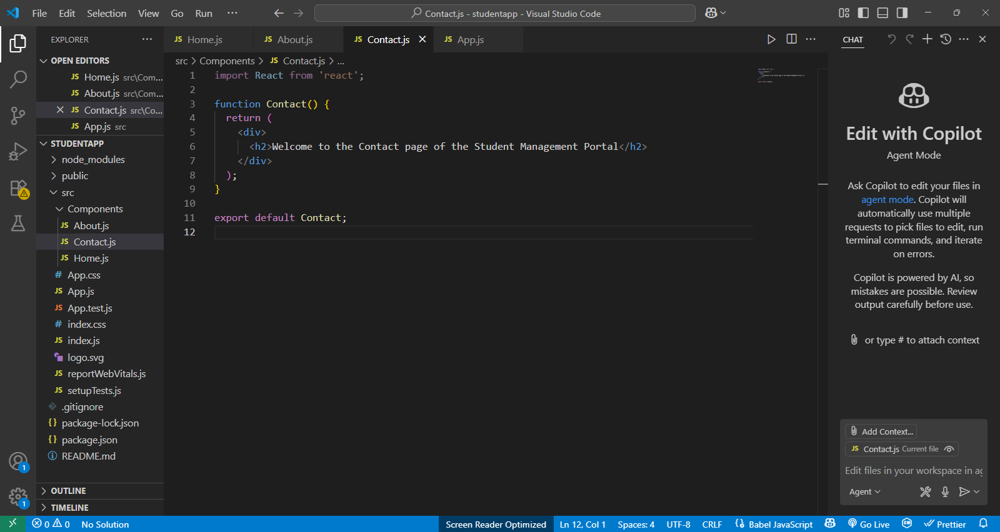 File Edit Selection View Go Run ···
Contact.js - studentapp - Visual Studio Code
EXPLORER ···
OPEN EDITORS
JS Home.js src\Com...
JS About.js src\Com...
JS Contact.js src\Co...
JS App.js src
STUDENTAPP
node_modules
public
src
Components
JS About.js
JS Contact.js
JS Home.js
# App.css
JS App.js
JS App.test.js
# index.css
JS index.js
logo.svg
JS reportWebVitals.js
JS setupTests.js
.gitignore
{} package-lock.json
{} package.json
README.md
OUTLINE
TIMELINE
1
1
JS Home.js JS About.js JS Contact.js JS App.js
src > Components > JS Contact.js > ...
1 import React from 'react';
2
3 function Contact() {
4 return (
5 <div>
6 <h2>Welcome to the Contact page of the Student Management Portal</h2>
7 </div>
8 );
9 }
10
11 export default Contact;
12
CHAT
Edit with Copilot
Agent Mode
Ask Copilot to edit your files in
agent mode. Copilot will
automatically use multiple
requests to pick files to edit, run
terminal commands, and iterate
on errors.
Copilot is powered by AI, so
mistakes are possible. Review
output carefully before use.
or type # to attach context
Add Context...
JS Contact.js Current file
Edit files in your workspace in ag
Agent
0 0 No Solution Screen Reader Optimized Ln 12, Col 1 Spaces: 4 UTF-8 CRLF {} Babel JavaScript Go Live Prettier